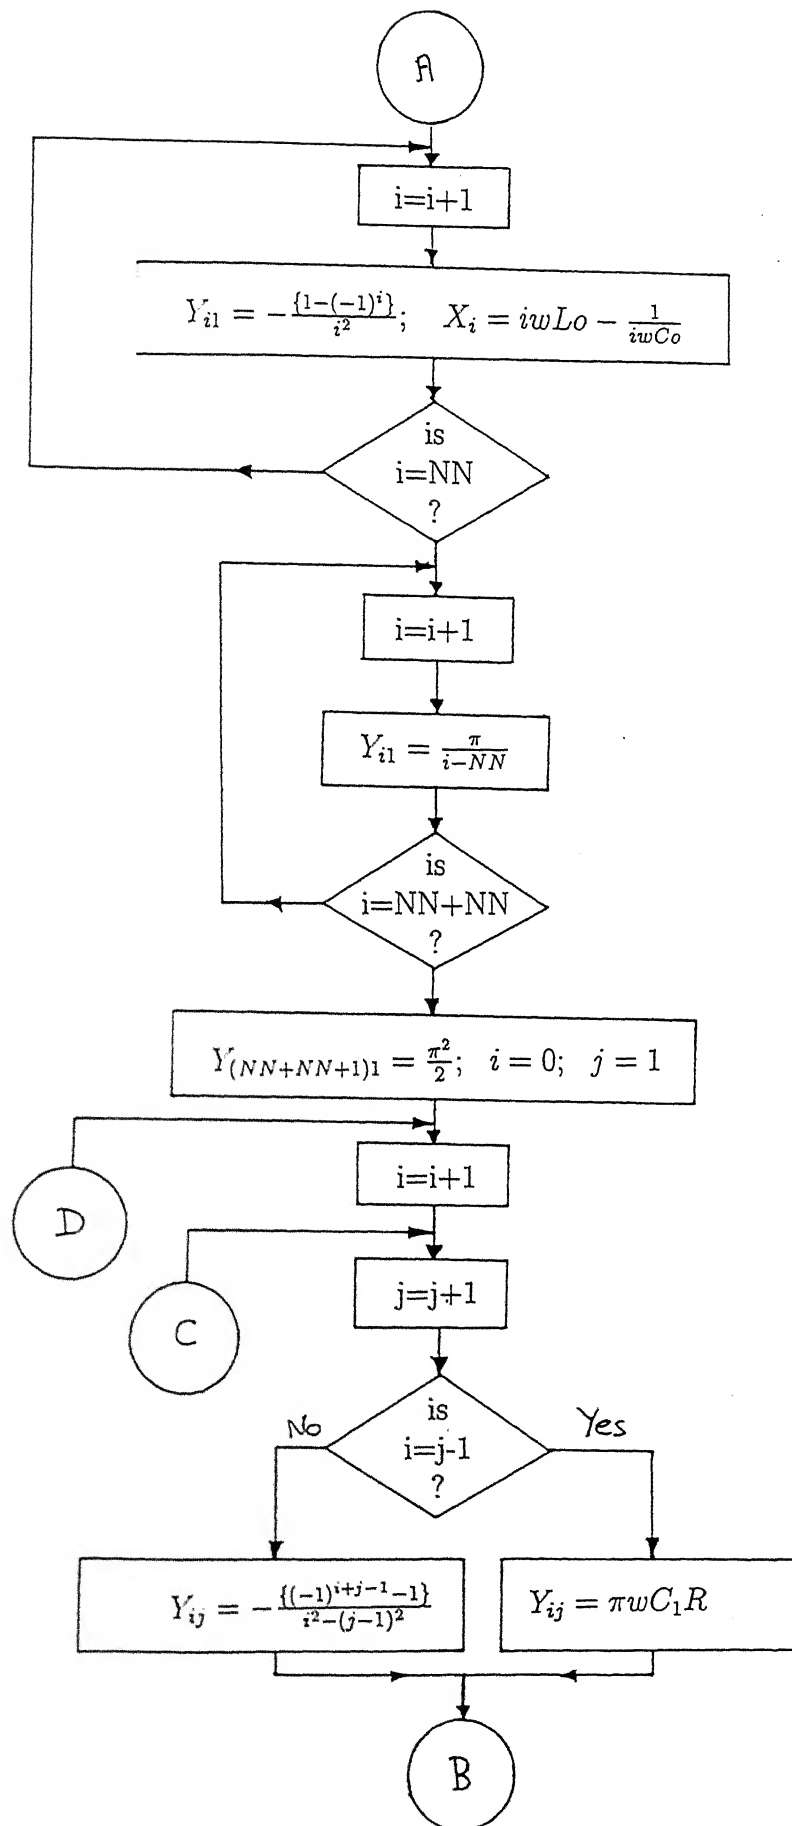 A
i=i+1
Y_{i1} = -\frac{\{1-(-1)^i\}}{i^2};   X_i = iwLo - \frac{1}{iwCo}
is
i=NN
?
i=i+1
Y_{i1} = \frac{\pi}{i-NN}
is
i=NN+NN
?
Y_{(NN+NN+1)1} = \frac{\pi^2}{2};   i = 0;   j = 1
i=i+1
D
j=j+1
C
is
i=j-1
?
No
Yes
Y_{ij} = -\frac{\{(-1)^{i+j-1}-1\}}{i^2-(j-1)^2}
Y_{ij} = \pi wC_1R
B